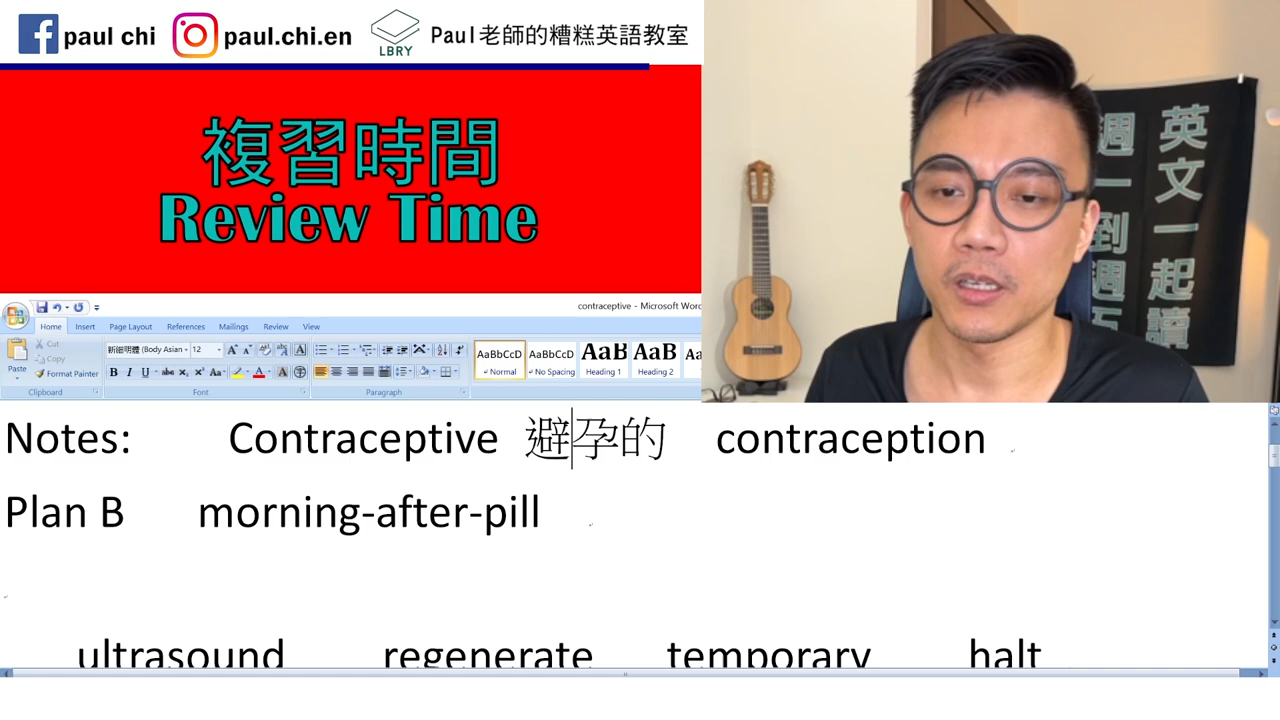 paul chi
paul.chi.en
LBRY
Paul老師的糟糕英語教室
複習時間
Review Time
英文一起讀
週一到週五
contraceptive - Microsoft Word
Home Insert Page Layout References Mailings Review View
Paste
Cut
Copy
Format Painter
新細明體 (Body Asian 12
AaBbCcD AaBbCcD AaBb AaBb
Normal No Spacing Heading 1 Heading 2
Clipboard Font Paragraph
Notes: Contraceptive 避孕的 contraception
Plan B morning-after-pill
ultrasound regenerate temporary halt